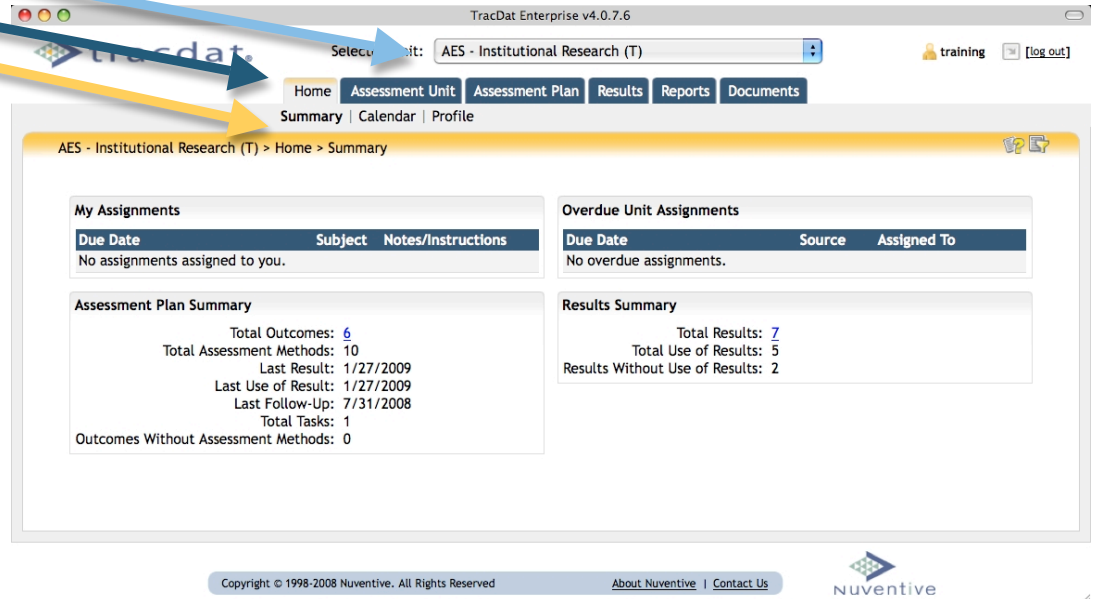 TracDat Enterprise v4.0.7.6
tracdat.
Selected Unit: AES - Institutional Research (T)
training [log out]
Home Assessment Unit Assessment Plan Results Reports Documents
Summary | Calendar | Profile
AES - Institutional Research (T) > Home > Summary
My Assignments
Due Date Subject Notes/Instructions
No assignments assigned to you.
Overdue Unit Assignments
Due Date Source Assigned To
No overdue assignments.
Assessment Plan Summary
Total Outcomes: 6
Total Assessment Methods: 10
Last Result: 1/27/2009
Last Use of Result: 1/27/2009
Last Follow-Up: 7/31/2008
Total Tasks: 1
Outcomes Without Assessment Methods: 0
Results Summary
Total Results: 7
Total Use of Results: 5
Results Without Use of Results: 2
Copyright © 1998-2008 Nuventive. All Rights Reserved
About Nuventive | Contact Us
Nuventive